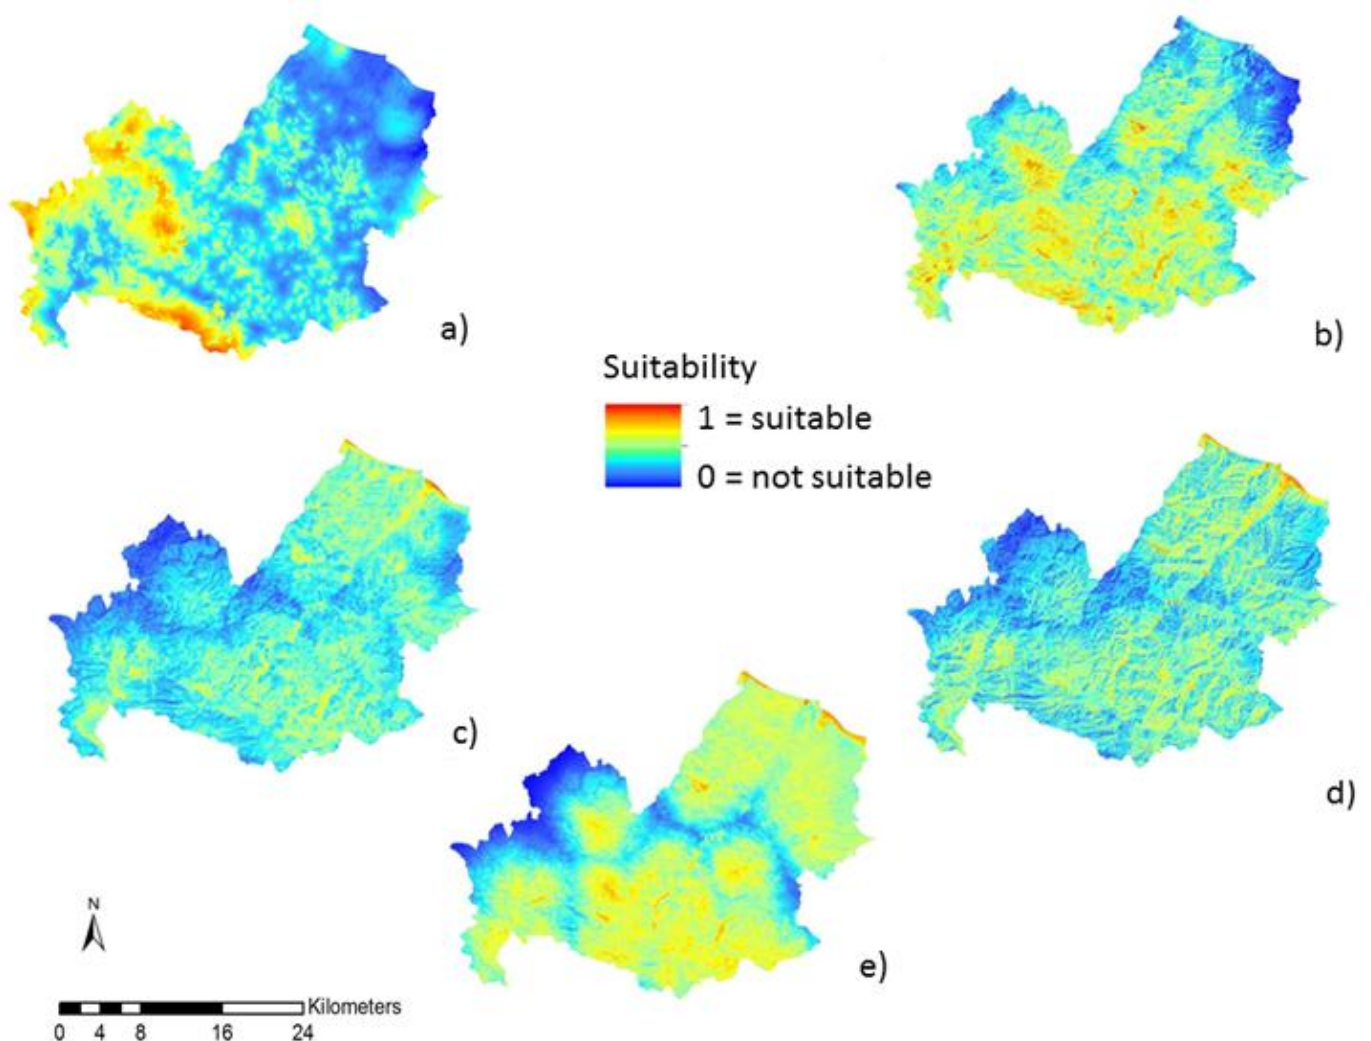 a)
b)
Suitability
1 = suitable
0 = not suitable
c)
d)
e)
N
Kilometers
0 4 8 16 24